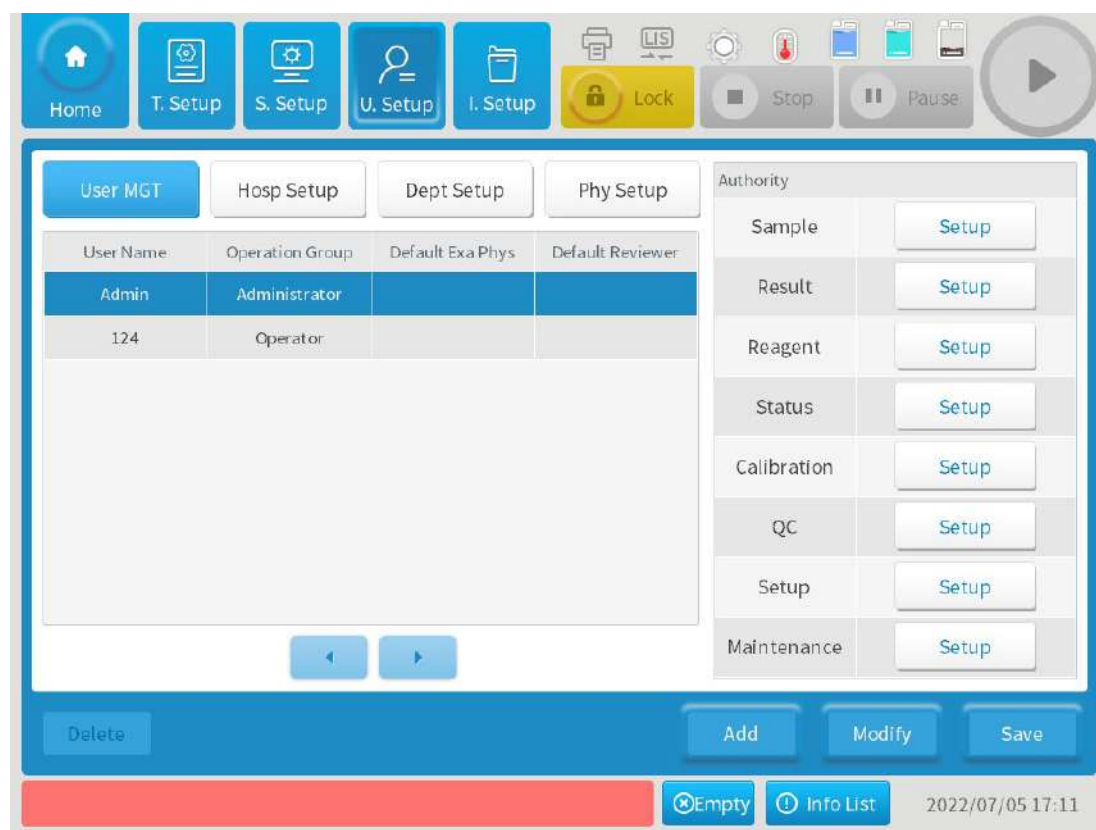 LIS
Home T. Setup S. Setup U. Setup I. Setup Lock Stop Pause
User MGT Hosp Setup Dept Setup Phy Setup
User Name Operation Group Default Exa Phys Default Reviewer
Admin Administrator
124 Operator
Authority
Sample Setup
Result Setup
Reagent Setup
Status Setup
Calibration Setup
QC Setup
Setup Setup
Maintenance Setup
Delete Add Modify Save
Empty Info List 2022/07/05 17:11